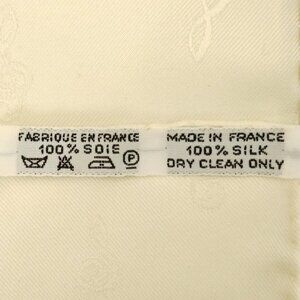 FABRIQUE EN FRANCE
100% SOIE
P
MADE IN FRANCE
100% SILK
DRY CLEAN ONLY